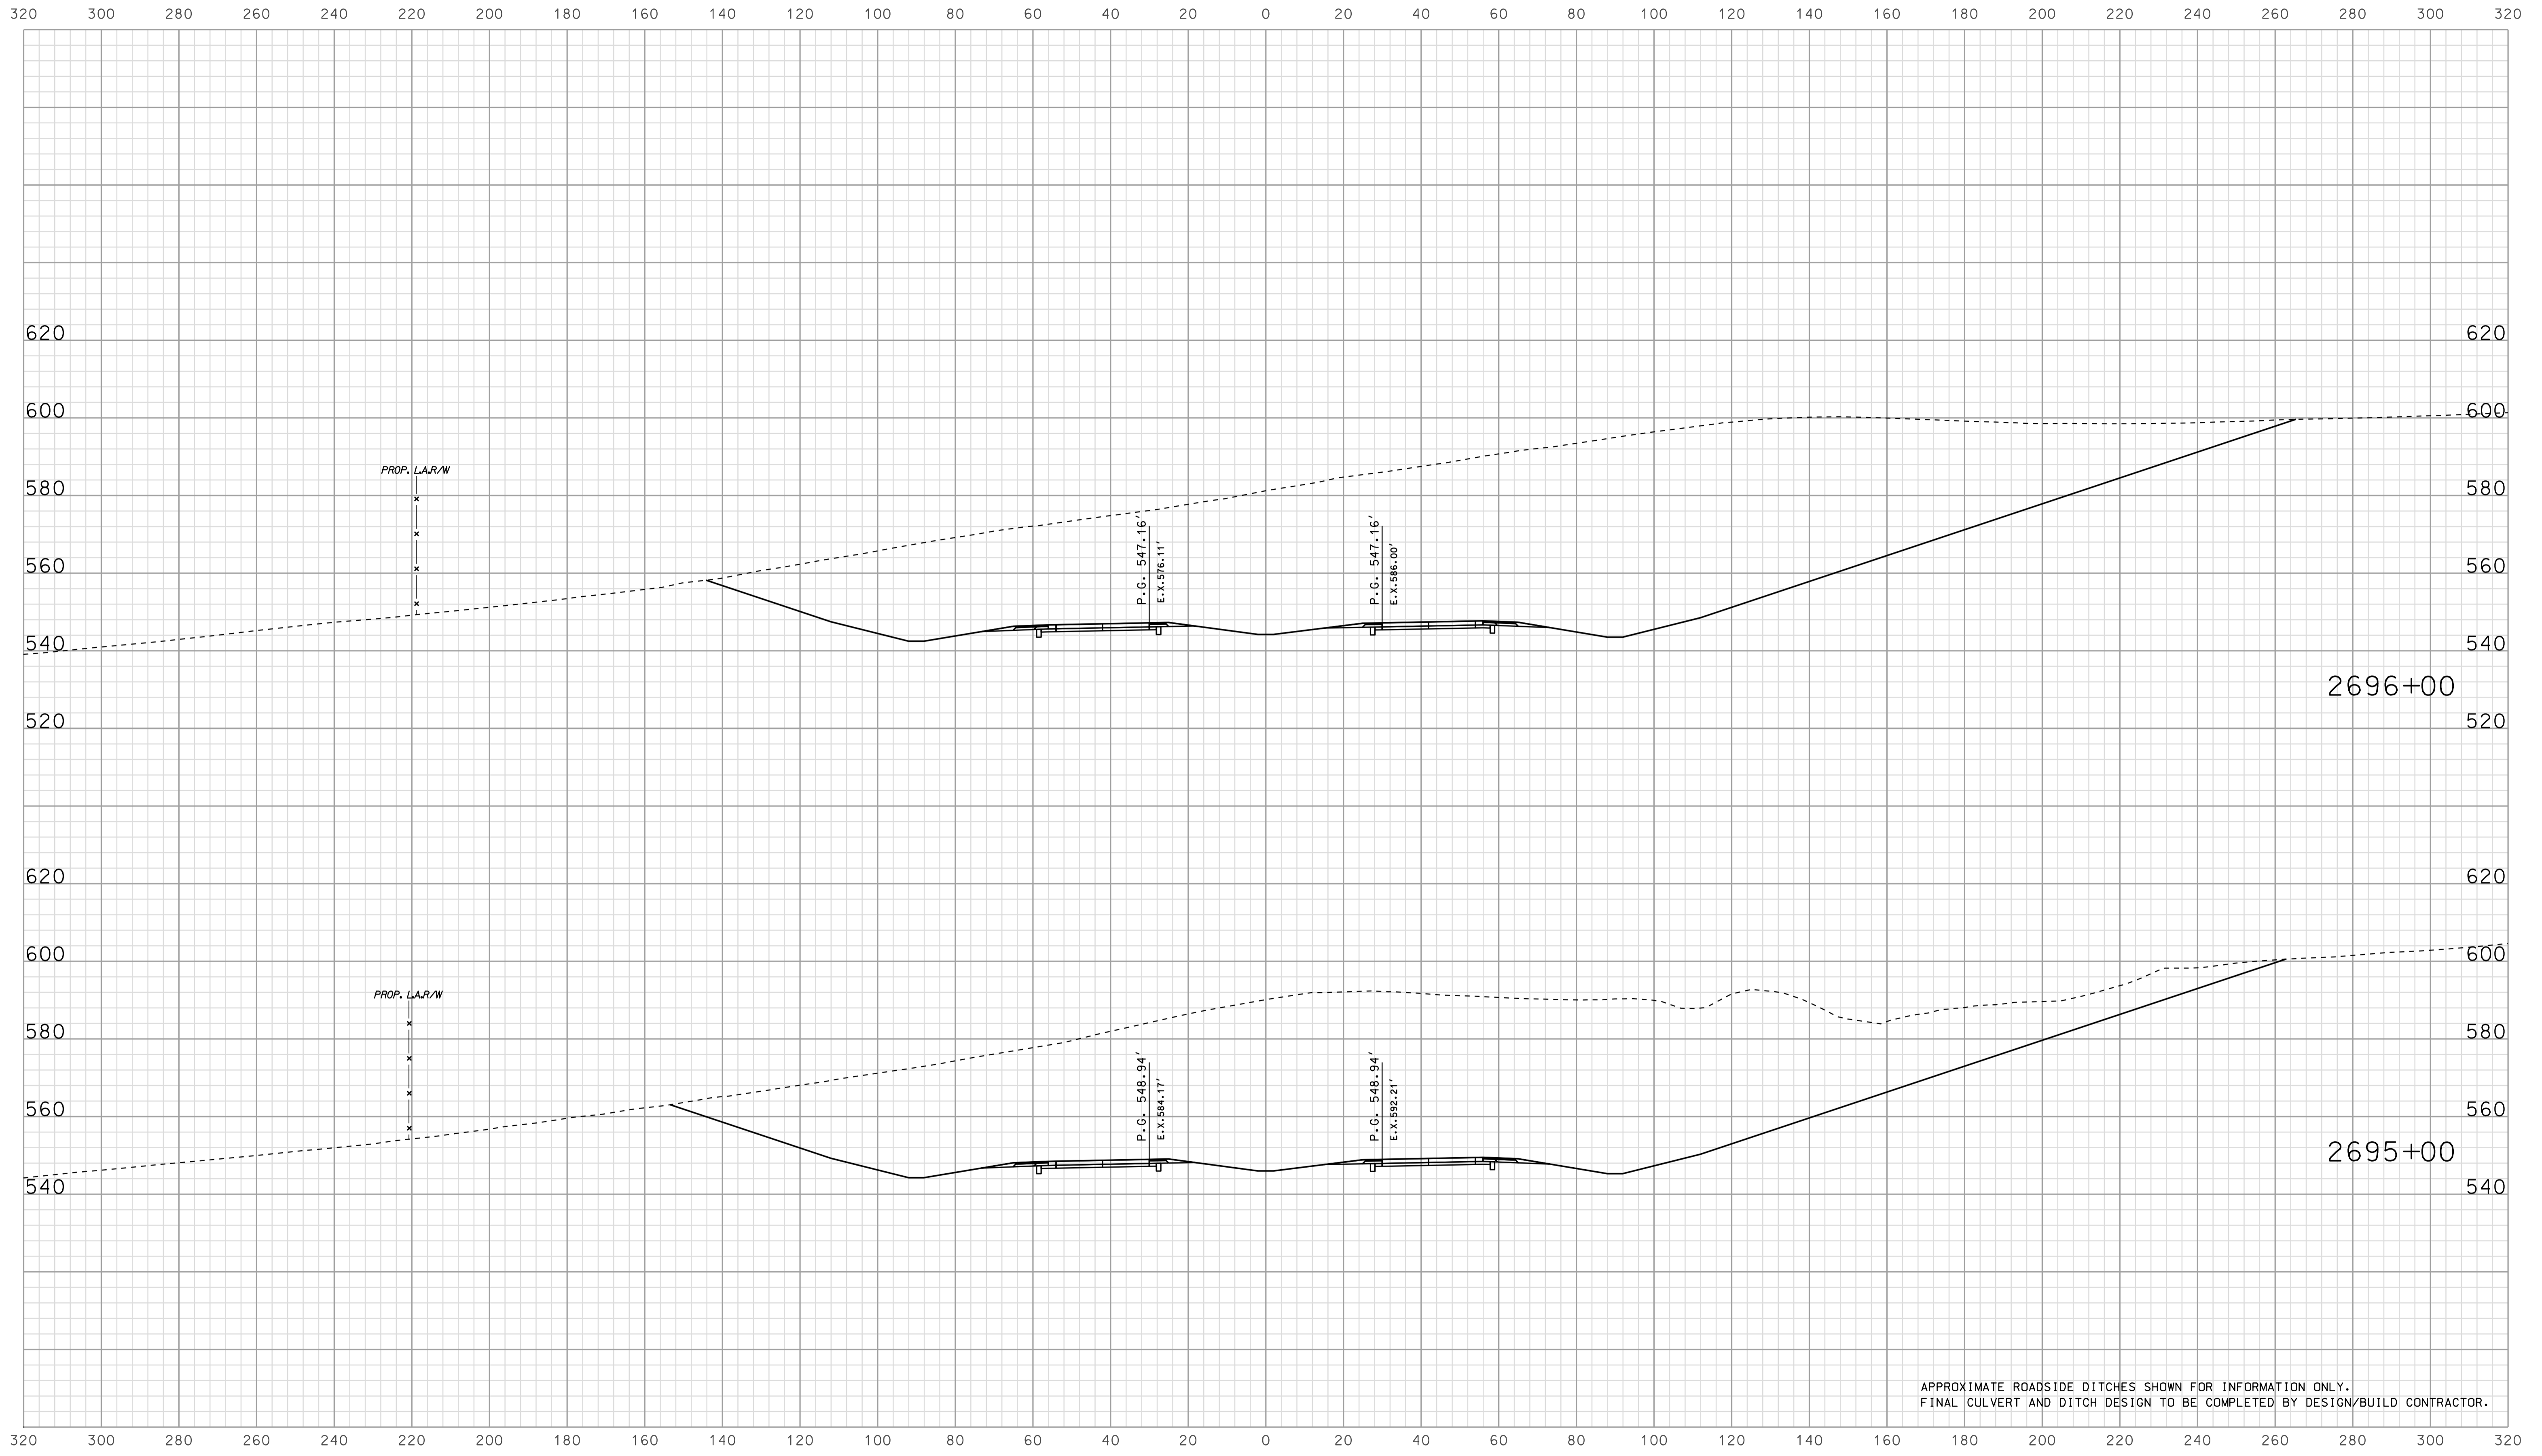 320 300 280 260 240 220 200 180 160 140 120 100 80 60 40 20 0 20 40 60 80 100 120 140 160 180 200 220 240 260 280 300 320
620 620
600 600
PROP. L.A.R/W
580 580
P.G. 547.16'
E.X.576.11'
P.G. 547.16'
E.X.586.00'
560 560
540 540
2696+00
520 520
620 620
600 600
PROP. L.A.R/W
580 580
P.G. 548.94'
E.X.584.17'
P.G. 548.94'
E.X.592.21'
560 560
2695+00
540 540
APPROXIMATE ROADSIDE DITCHES SHOWN FOR INFORMATION ONLY.
FINAL CULVERT AND DITCH DESIGN TO BE COMPLETED BY DESIGN/BUILD CONTRACTOR.
320 300 280 260 240 220 200 180 160 140 120 100 80 60 40 20 0 20 40 60 80 100 120 140 160 180 200 220 240 260 280 300 320